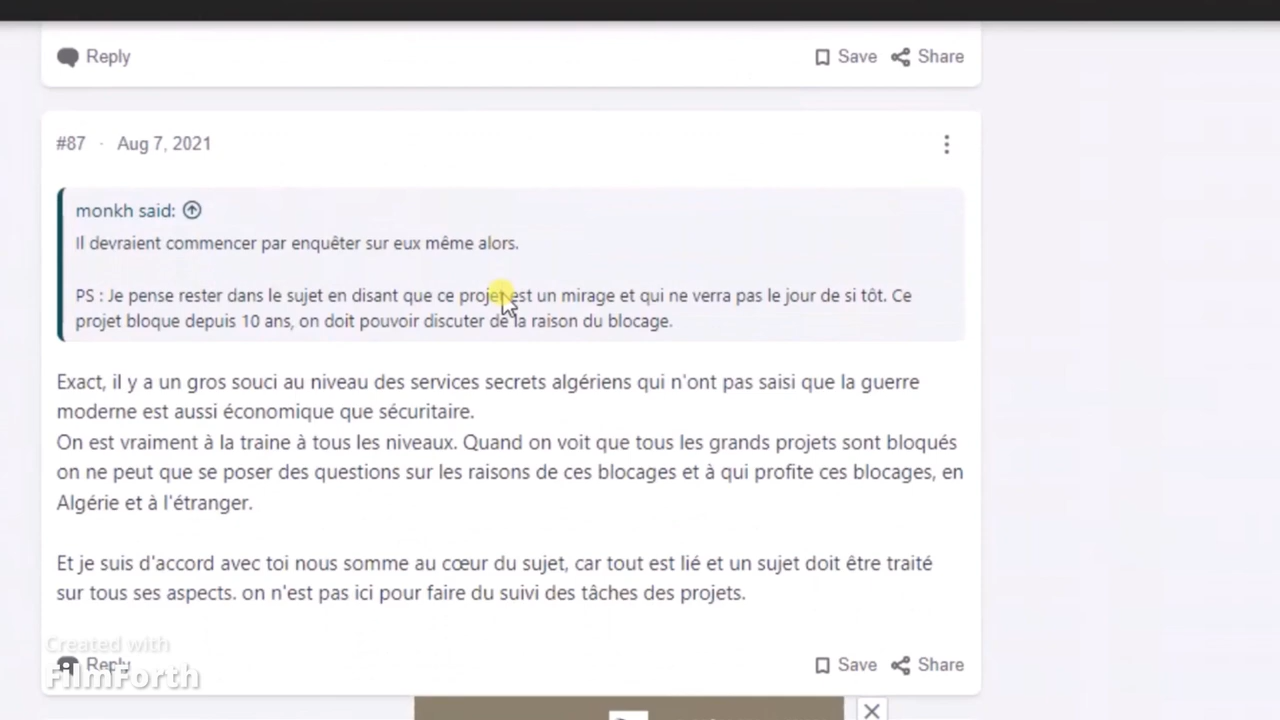 Reply
Save
Share
#87 · Aug 7, 2021
monkh said:
Il devraient commencer par enquêter sur eux même alors.
PS : Je pense rester dans le sujet en disant que ce projet est un mirage et qui ne verra pas le jour de si tôt. Ce
projet bloque depuis 10 ans, on doit pouvoir discuter de la raison du blocage.
Exact, il y a un gros souci au niveau des services secrets algériens qui n'ont pas saisi que la guerre
moderne est aussi économique que sécuritaire.
On est vraiment à la traine à tous les niveaux. Quand on voit que tous les grands projets sont bloqués
on ne peut que se poser des questions sur les raisons de ces blocages et à qui profite ces blocages, en
Algérie et à l'étranger.
Et je suis d'accord avec toi nous somme au cœur du sujet, car tout est lié et un sujet doit être traité
sur tous ses aspects. on n'est pas ici pour faire du suivi des tâches des projets.
Created with
FilmForth
Reply
Save
Share